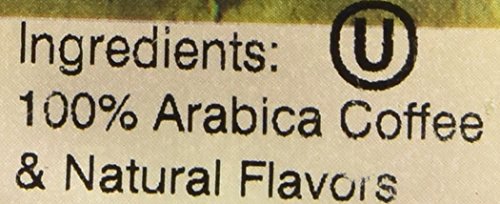 Ingredients: U
100% Arabica Coffee
& Natural Flavors